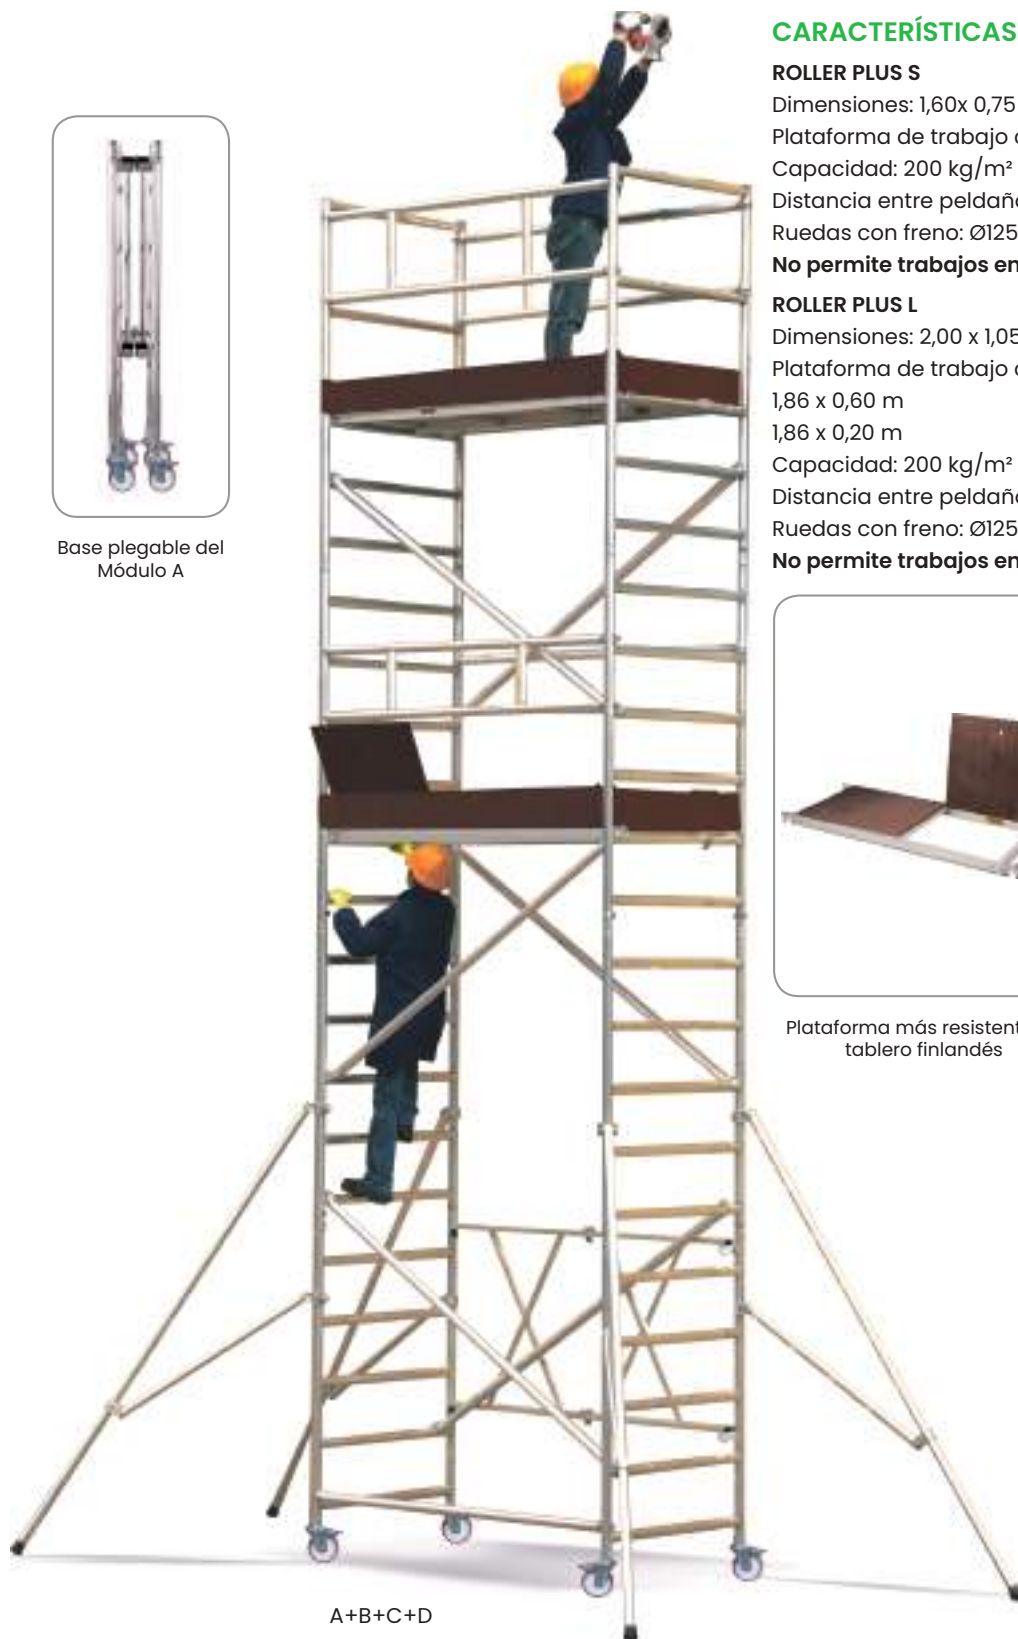 CARACTERÍSTICAS
ROLLER PLUS S
Dimensiones: 1,60x 0,75
Plataforma de trabajo
Capacidad: 200 kg/m²
Distancia entre
Ruedas con freno: Ø125
No permite trabajos en
ROLLER PLUS L
Dimensiones: 2,00 x 1,05
Plataforma de trabajo
1,86 x 0,60 m
1,86 x 0,20 m
Capacidad: 200 kg/m²
Distancia entre
Ruedas con freno: Ø125
No permite trabajos en
Base plegable del
Módulo A
Plataforma más
tablero finlandés
A+B+C+D